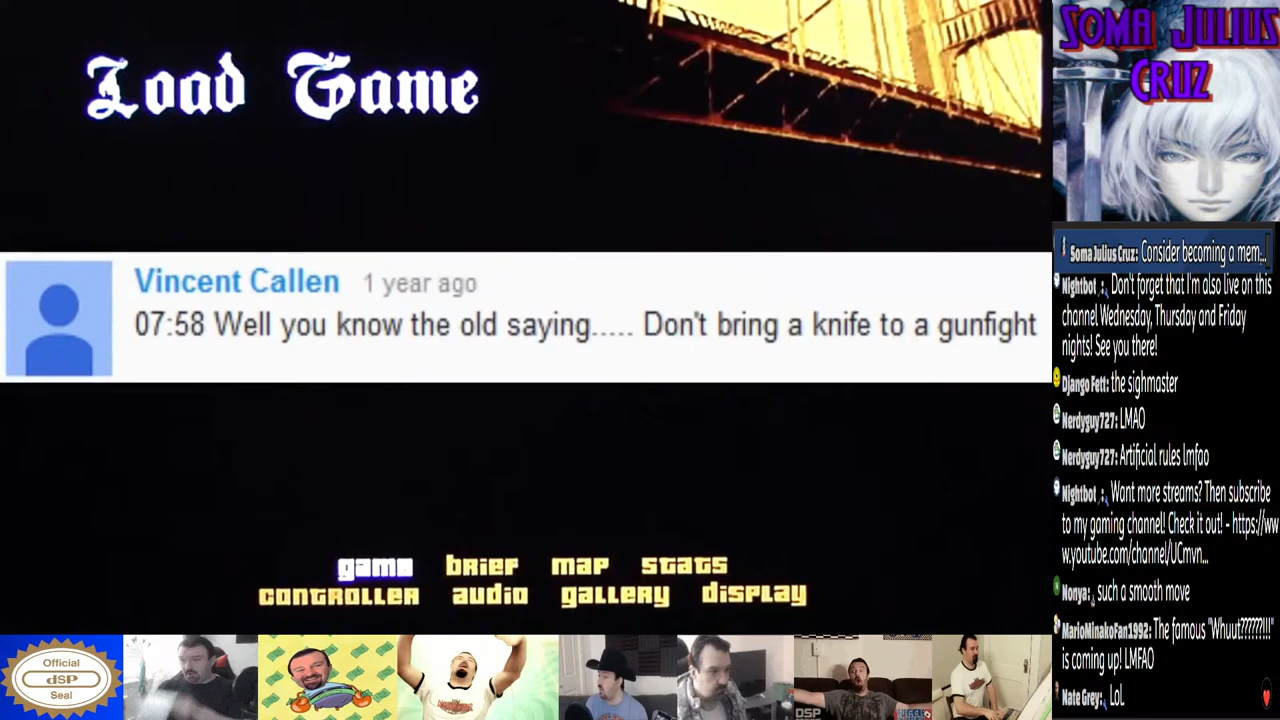 Load Game
Vincent Callen 1 year ago
07:58 Well you know the old saying..... Don't bring a knife to a gunfight
game brief map stats
controller audio gallery display
Official
dSP
Seal
DSP
Soma Julius
Cruz
Soma Julius Cruz: Consider becoming a mem...
Nightbot: Don't forget that I'm also live on this
channel Wednesday, Thursday and Friday
nights! See you there!
Django Fett: the sighmaster
Nerdyguy727: LMAO
Nerdyguy727: Artificial rules lmfao
Nightbot: Want more streams? Then subscribe
to my gaming channel! Check it out! - https://ww
w.youtube.com/channel/UCmvn...
Nonya: such a smooth move
MarioMinakoFan1992: The famous "Whuut??????!!!"
is coming up! LMFAO
Nate Grey: LoL